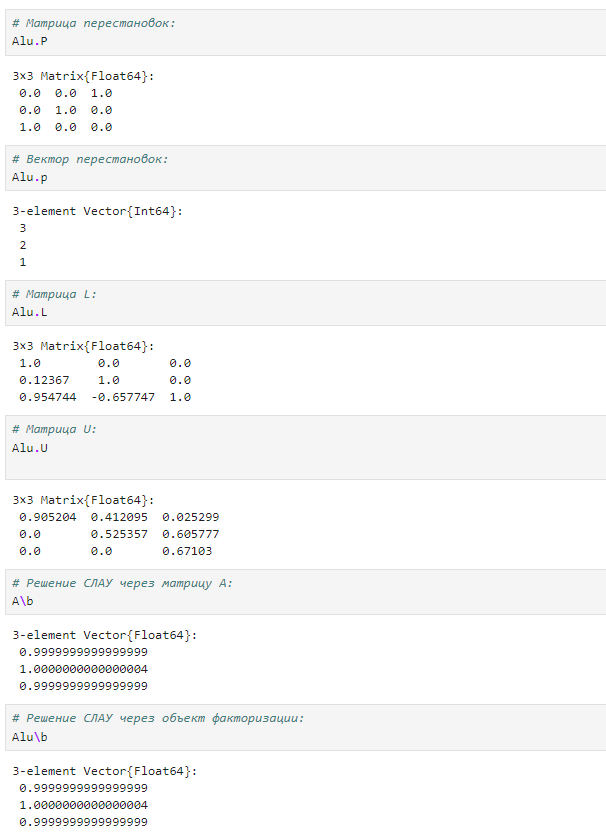 # Матрица перестановок:
Alu.P
3×3 Matrix{Float64}:
0.0  0.0  1.0
0.0  1.0  0.0
1.0  0.0  0.0
# Вектор перестановок:
Alu.p
3-element Vector{Int64}:
3
2
1
# Матрица L:
Alu.L
3×3 Matrix{Float64}:
1.0       0.0       0.0
0.12367   1.0       0.0
0.954744  -0.657747  1.0
# Матрица U:
Alu.U
3×3 Matrix{Float64}:
0.905204  0.412095  0.025299
0.0       0.525357  0.605777
0.0       0.0       0.67103
# Решение СЛАУ через матрицу A:
A\b
3-element Vector{Float64}:
0.9999999999999999
1.0000000000000004
0.9999999999999999
# Решение СЛАУ через объект факторизации:
Alu\b
3-element Vector{Float64}:
0.9999999999999999
1.0000000000000004
0.9999999999999999